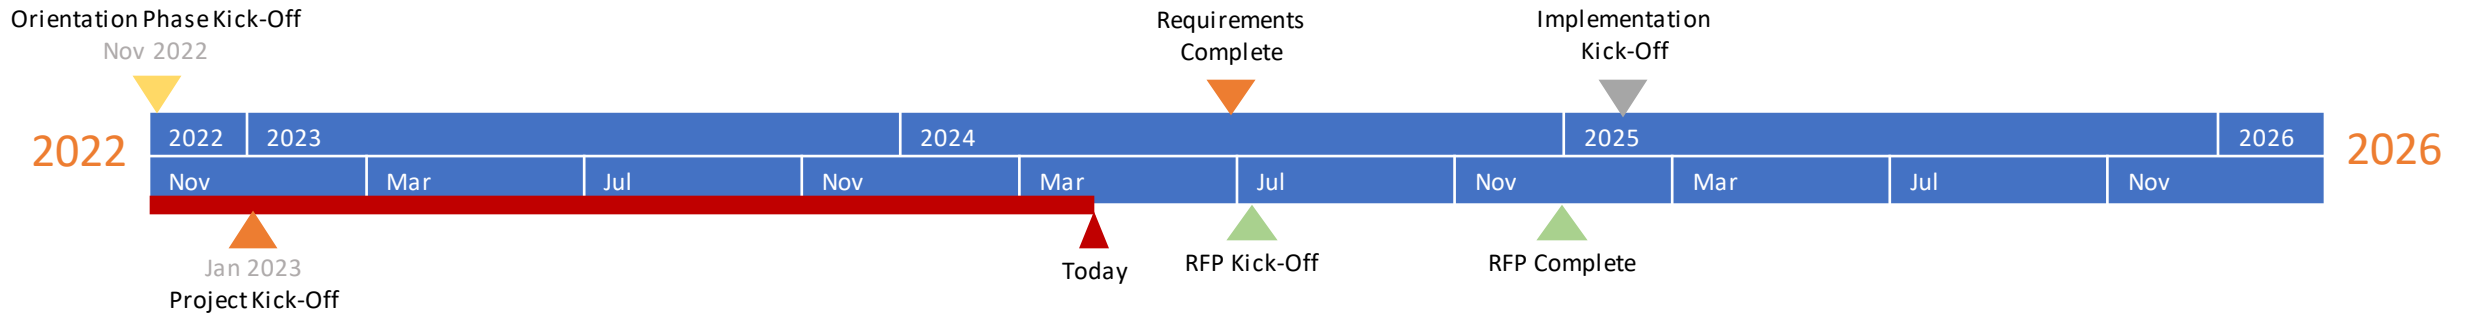 Orientation Phase Kick-Off
Nov 2022
Requirements
Complete
Implementation
Kick-Off
2022
2022 2023 2024 2025 2026
2026
Nov Mar Jul Nov Mar Jul Nov Mar Jul Nov
Jan 2023
Project Kick-Off
Today
RFP Kick-Off
RFP Complete